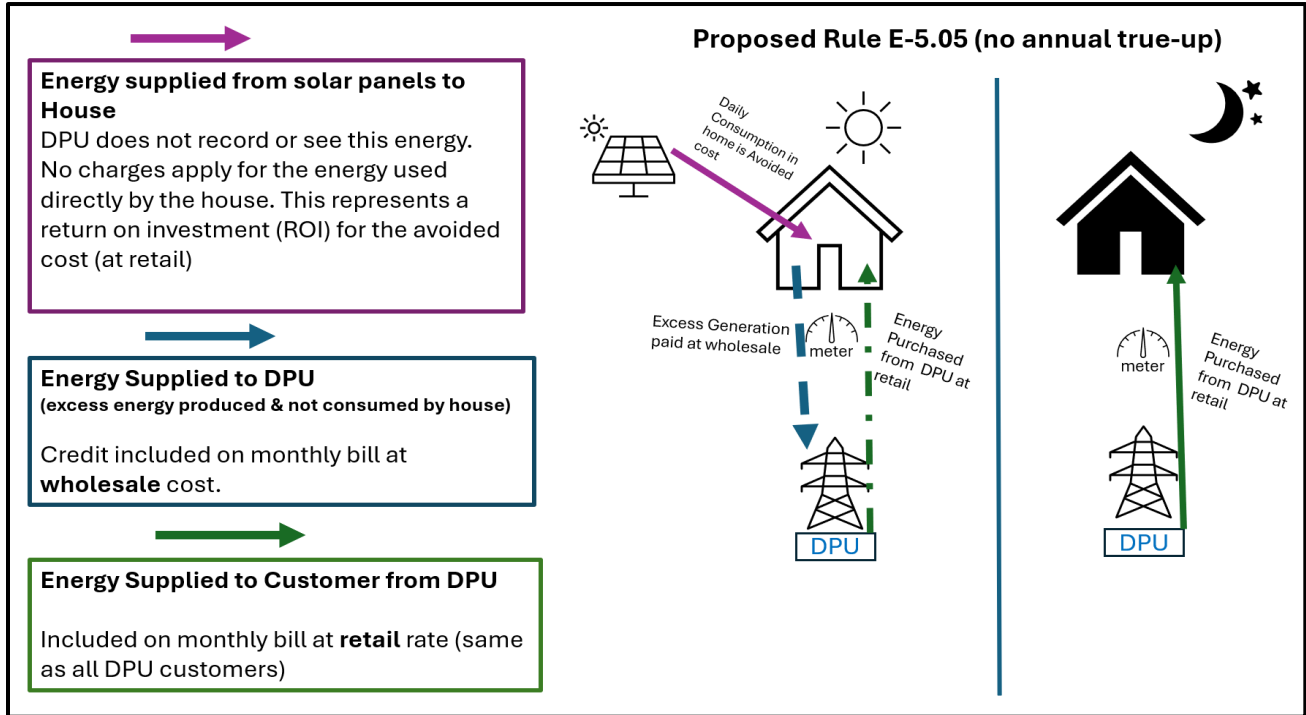 Energy supplied from solar panels to
House
DPU does not record or see this energy.
No charges apply for the energy used
directly by the house. This represents a
return on investment (ROI) for the avoided
cost (at retail)
Energy Supplied to DPU
(excess energy produced & not consumed by house)
Credit included on monthly bill at
wholesale cost.
Energy Supplied to Customer from DPU
Included on monthly bill at retail rate (same
as all DPU customers)
Proposed Rule E-5.05 (no annual true-up)
Daily
Consumption in
home is Avoided
cost
Excess Generation
paid at wholesale
meter
Energy
Purchased
from DPU at
retail
DPU
meter
Energy
Purchased
from DPU at
retail
DPU